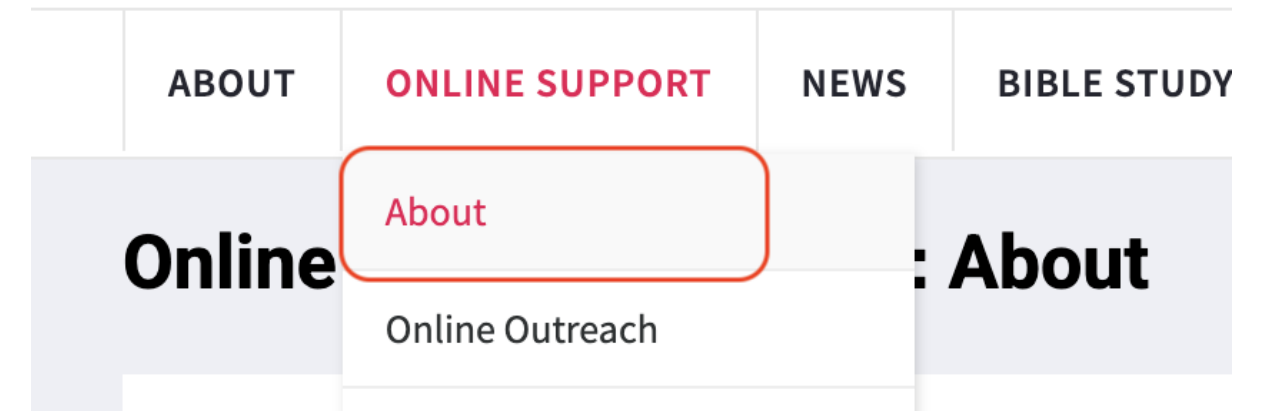 ABOUT ONLINE SUPPORT NEWS BIBLE STUDY
About
Online : About
Online Outreach